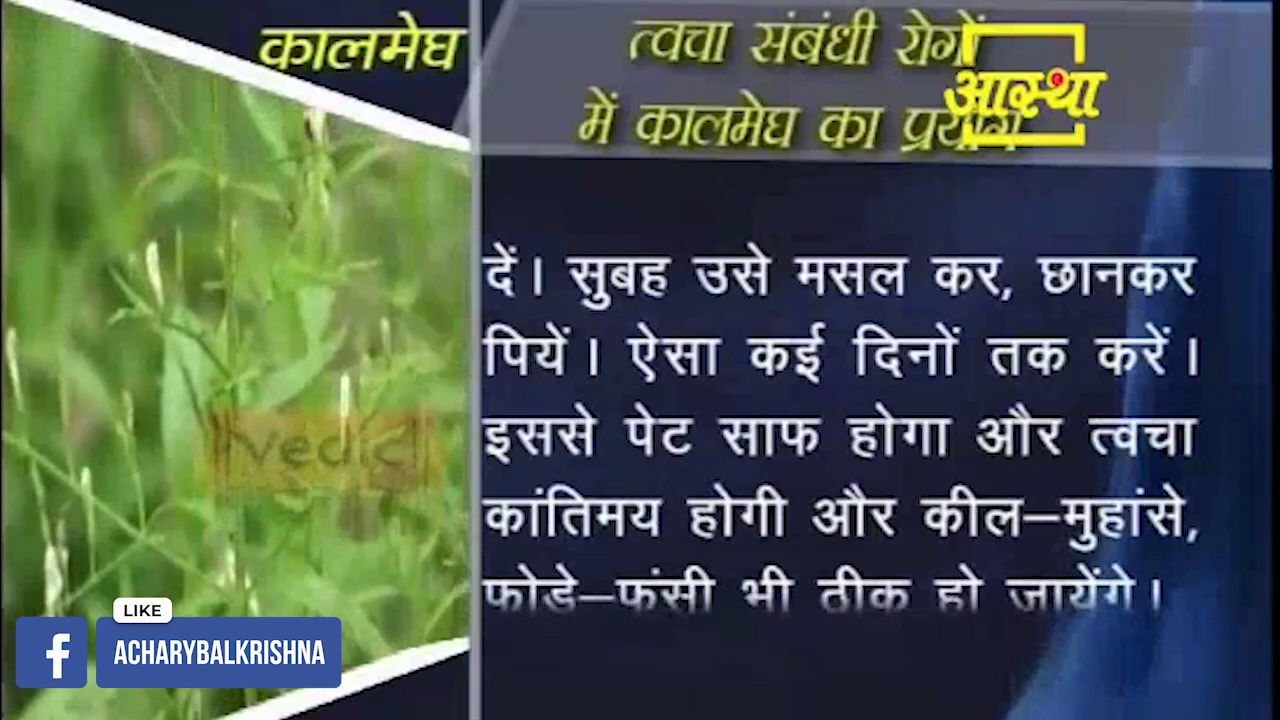 कालमेघ
त्वचा संबंधी रोगों
में कालमेघ का प्रयोग
आस्था
दें। सुबह उसे मसल कर, छानकर
पियें। ऐसा कई दिनों तक करें।
इससे पेट साफ होगा और त्वचा
कांतिमय होगी और कील–मुहांसे,
फोडे–फुंसी भी ठीक हो जायेंगे।
vedic
LIKE
f
ACHARYBALKRISHNA